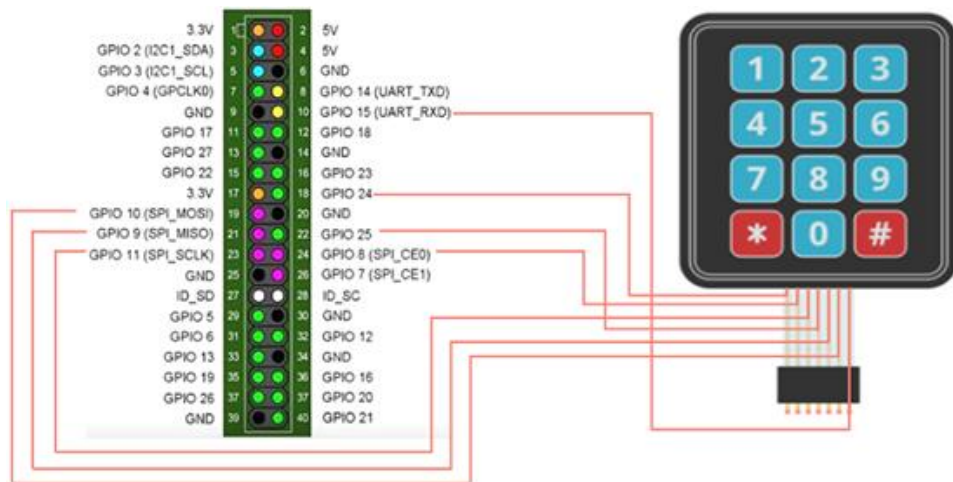 3.3V 1 2 5V
GPIO 2 (I2C1_SDA) 3 4 5V
GPIO 3 (I2C1_SCL) 5 6 GND
GPIO 4 (GPCLK0) 7 8 GPIO 14 (UART_TXD)
GND 9 10 GPIO 15 (UART_RXD)
GPIO 17 11 12 GPIO 18
GPIO 27 13 14 GND
GPIO 22 15 16 GPIO 23
3.3V 17 18 GPIO 24
GPIO 10 (SPI_MOSI) 19 20 GND
GPIO 9 (SPI_MISO) 21 22 GPIO 25
GPIO 11 (SPI_SCLK) 23 24 GPIO 8 (SPI_CE0)
GND 25 26 GPIO 7 (SPI_CE1)
ID_SD 27 28 ID_SC
GPIO 5 29 30 GND
GPIO 6 31 32 GPIO 12
GPIO 13 33 34 GND
GPIO 19 35 36 GPIO 16
GPIO 26 37 37 GPIO 20
GND 39 40 GPIO 21
1 2 3
4 5 6
7 8 9
* 0 #